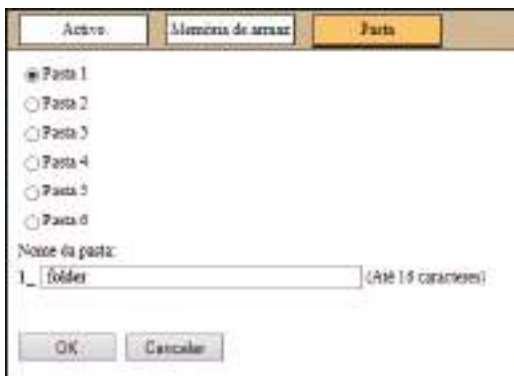 Activo Memória de armaz Pasta
Pasta 1
Pasta 2
Pasta 3
Pasta 4
Pasta 5
Pasta 6
Nome da pasta:
1_ folder (Até 16 caracteres)
OK Cancelar